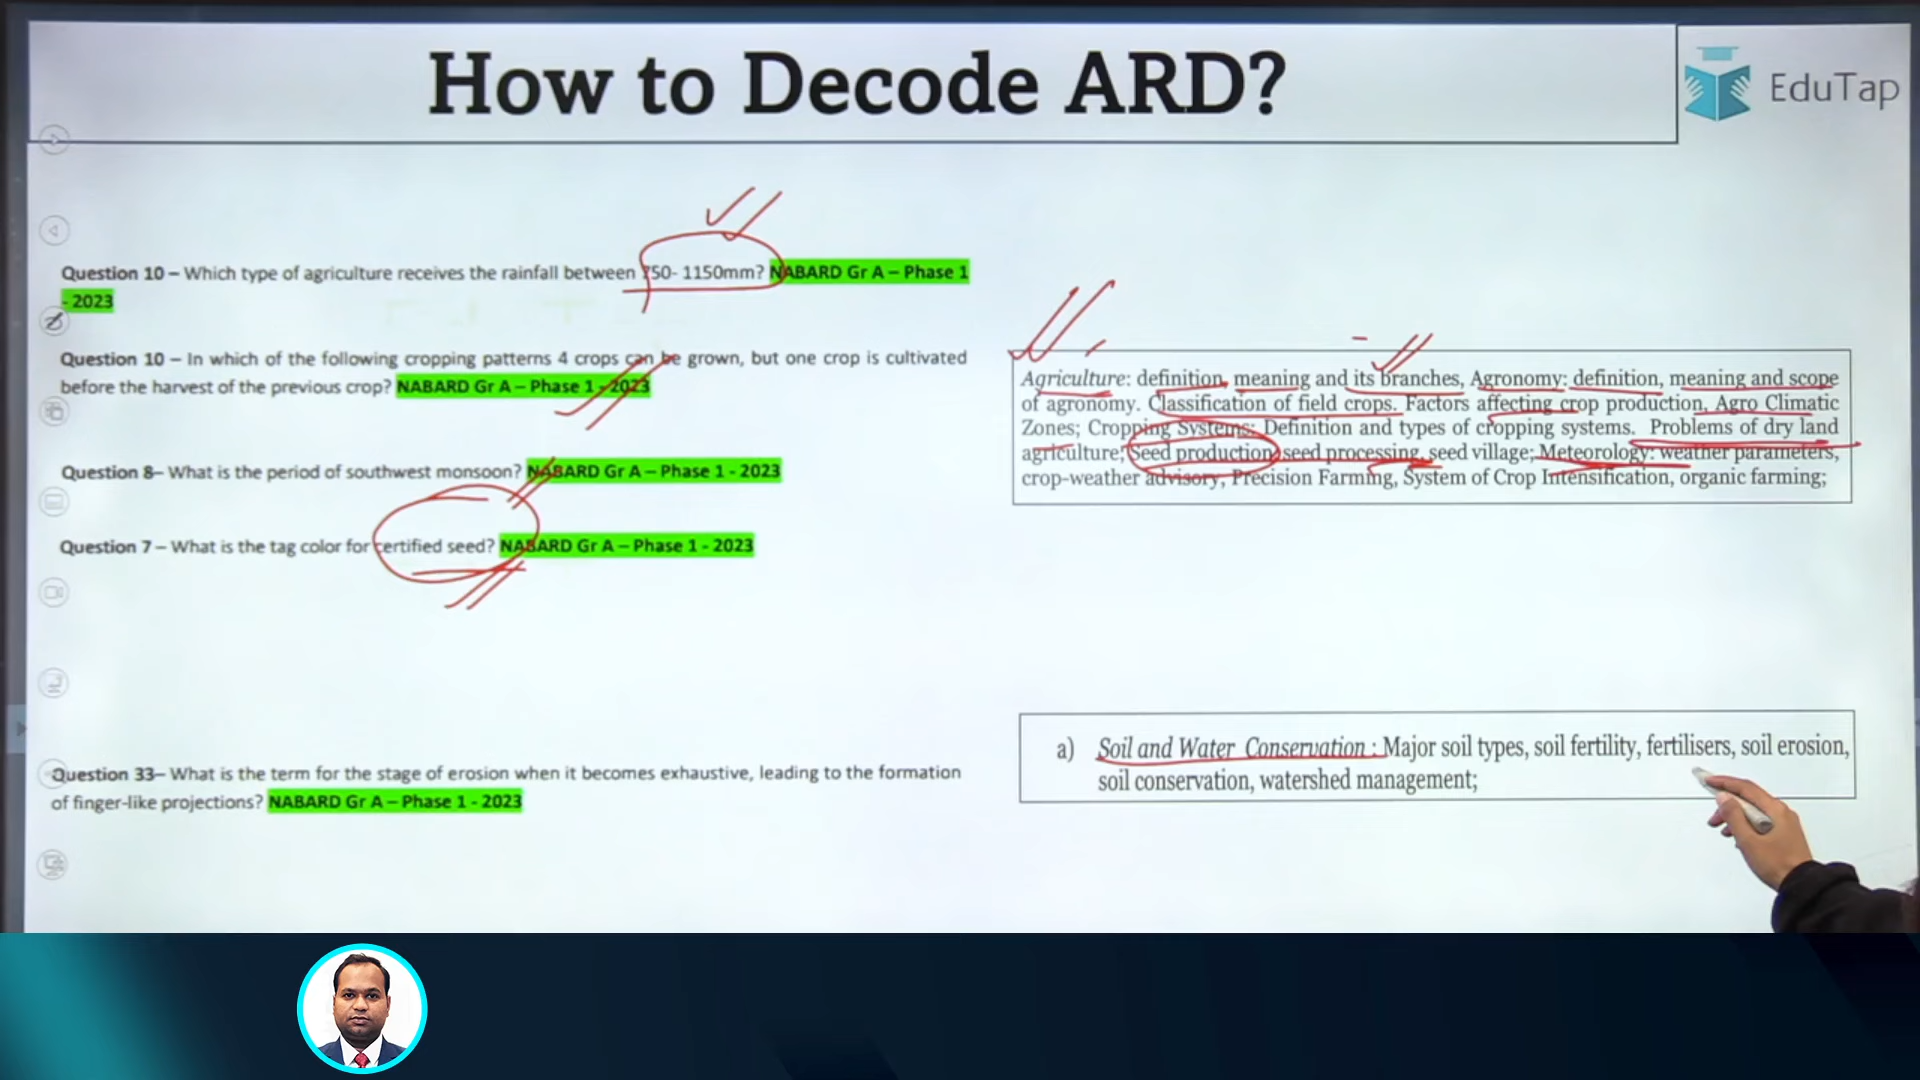 How to Decode ARD?
EduTap
Question 10 – Which type of agriculture receives the rainfall between 750- 1150mm? NABARD Gr A – Phase 1
- 2023
Question 10 – In which of the following cropping patterns 4 crops can be grown, but one crop is cultivated
before the harvest of the previous crop? NABARD Gr A – Phase 1 - 2023
Question 8– What is the period of southwest monsoon? NABARD Gr A – Phase 1 - 2023
Question 7 – What is the tag color for certified seed? NABARD Gr A – Phase 1 - 2023
Question 33– What is the term for the stage of erosion when it becomes exhaustive, leading to the formation
of finger-like projections? NABARD Gr A – Phase 1 - 2023
Agriculture: definition, meaning and its branches, Agronomy: definition, meaning and scope
of agronomy. Classification of field crops. Factors affecting crop production, Agro Climatic
Zones; Cropping Systems: Definition and types of cropping systems. Problems of dry land
agriculture; Seed production, seed processing, seed village; Meteorology: weather parameters,
crop-weather advisory, Precision Farming, System of Crop Intensification, organic farming;
a) Soil and Water Conservation : Major soil types, soil fertility, fertilisers, soil erosion,
soil conservation, watershed management;